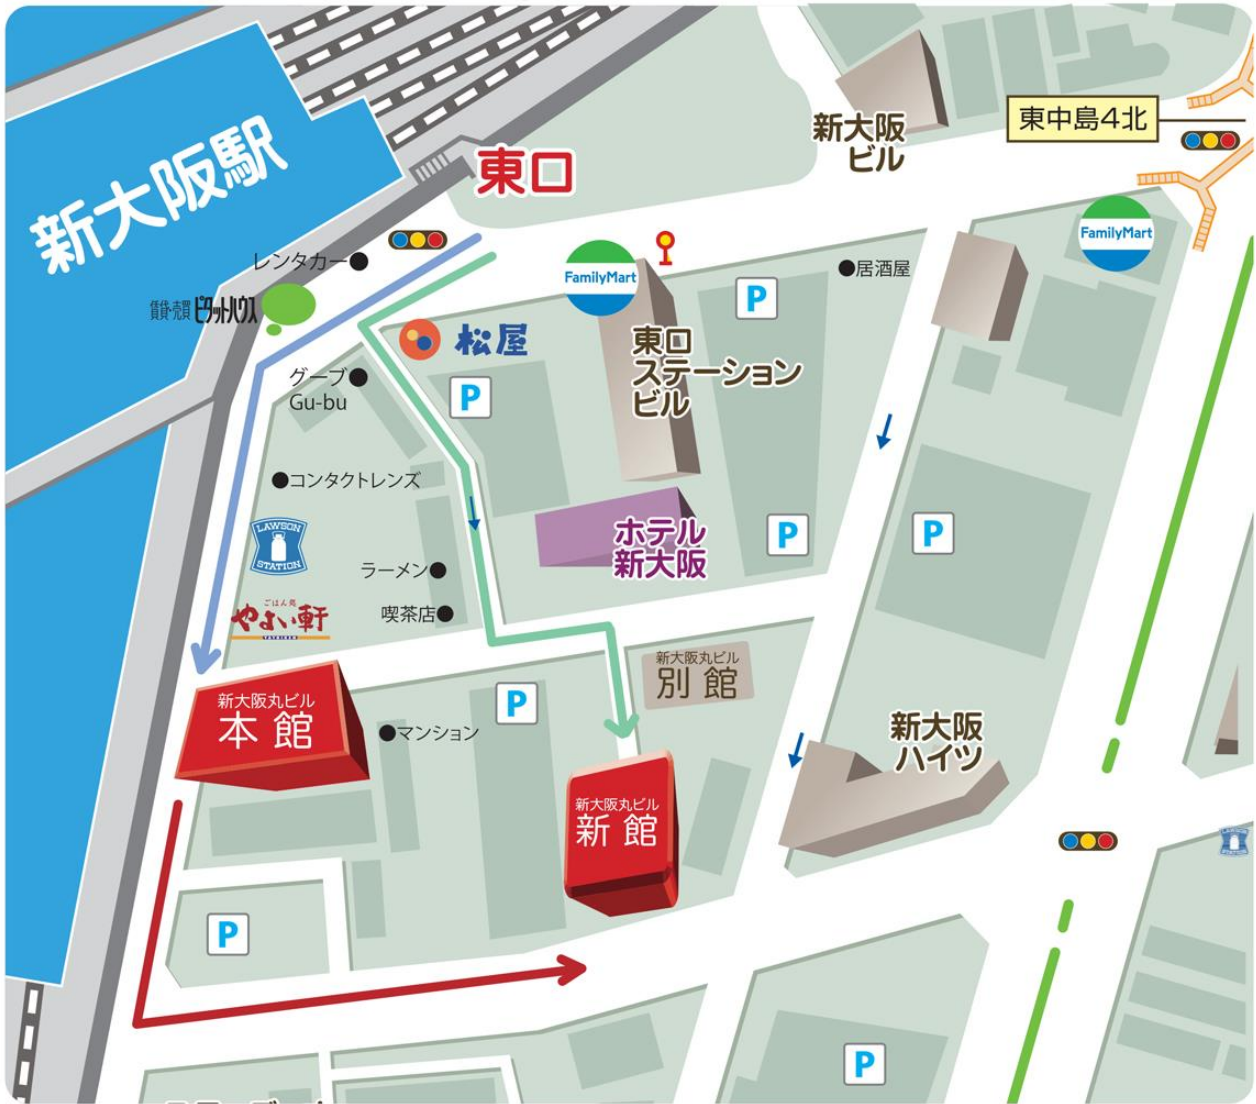 新大阪駅
東口
新大阪
ビル
東中島4北
レンタカー
賃貸・売買 ピタットハウス
FamilyMart
FamilyMart
居酒屋
P
松屋
東口
ステーション
ビル
グーブ
Gu-bu
P
コンタクトレンズ
LAWSON
STATION
ホテル
新大阪
P
P
ラーメン
喫茶店
ごはん処
やよい軒
YAYOIKEN
新大阪丸ビル
別館
新大阪丸ビル
本館
P
マンション
新大阪
ハイツ
新大阪丸ビル
新館
P
P